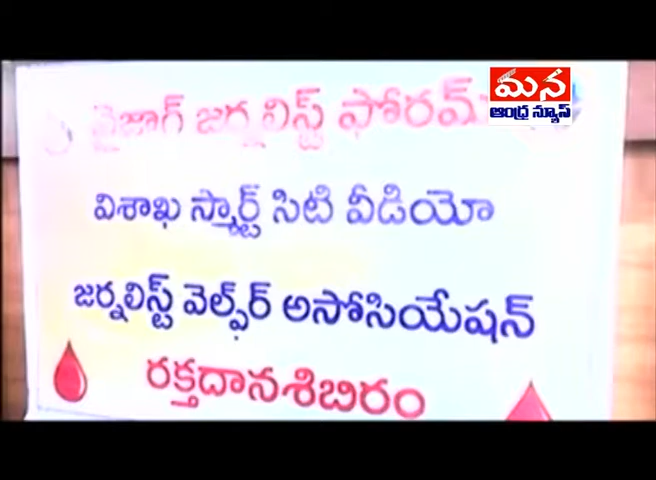 మన
ఆంధ్ర న్యూస్
వైజాగ్ జర్నలిస్ట్ ఫోరమ్
విశాఖ స్మార్ట్ సిటి వీడియో
జర్నలిస్ట్ వెల్ఫేర్ అసోసియేషన్
రక్తదానశిబిరం